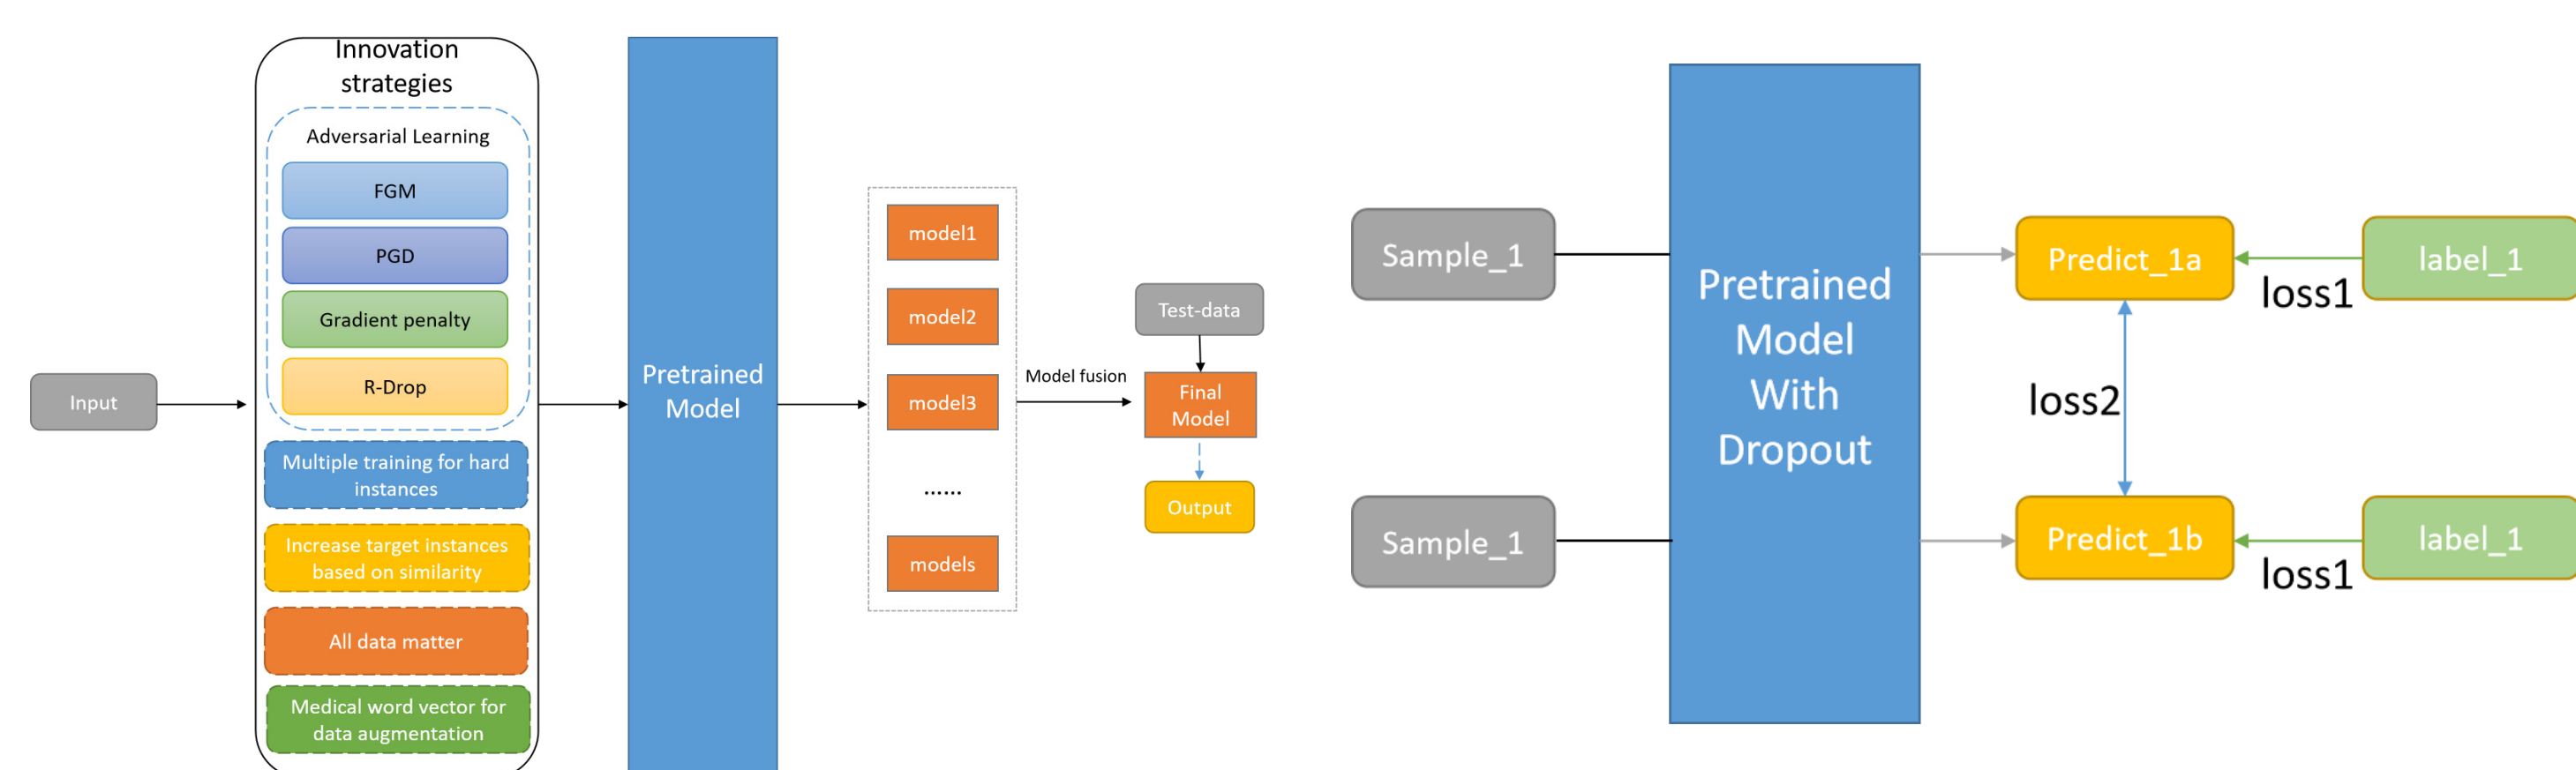 Innovation
strategies
Adversarial Learning
FGM
PGD
Gradient penalty
R-Drop
Multiple training for hard
instances
Increase target instances
based on similarity
All data matter
Medical word vector for
data augmentation
Input
Pretrained
Model
model1
model2
model3
......
models
Model fusion
Test-data
Final
Model
Output
Sample_1
Sample_1
Pretrained
Model
With
Dropout
Predict_1a
loss1
label_1
loss2
Predict_1b
loss1
label_1